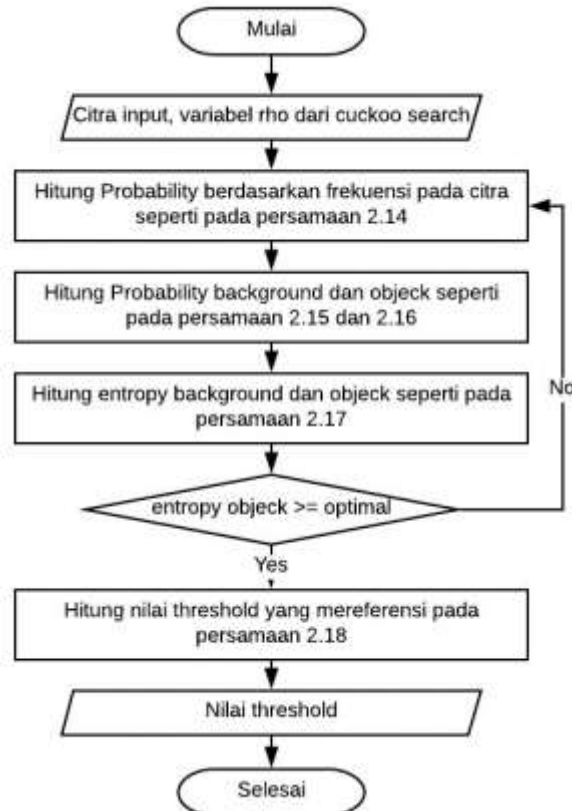 Mulai
Citra input, variabel rho dari cuckoo search
Hitung Probability berdasarkan frekuensi pada citra
seperti pada persamaan 2.14
Hitung Probability background dan objeck seperti
pada persamaan 2.15 dan 2.16
Hitung entropy background dan objeck seperti pada
persamaan 2.17
No
entropy objeck >= optimal
Yes
Hitung nilai threshold yang mereferensi pada
persamaan 2.18
Nilai threshold
Selesai